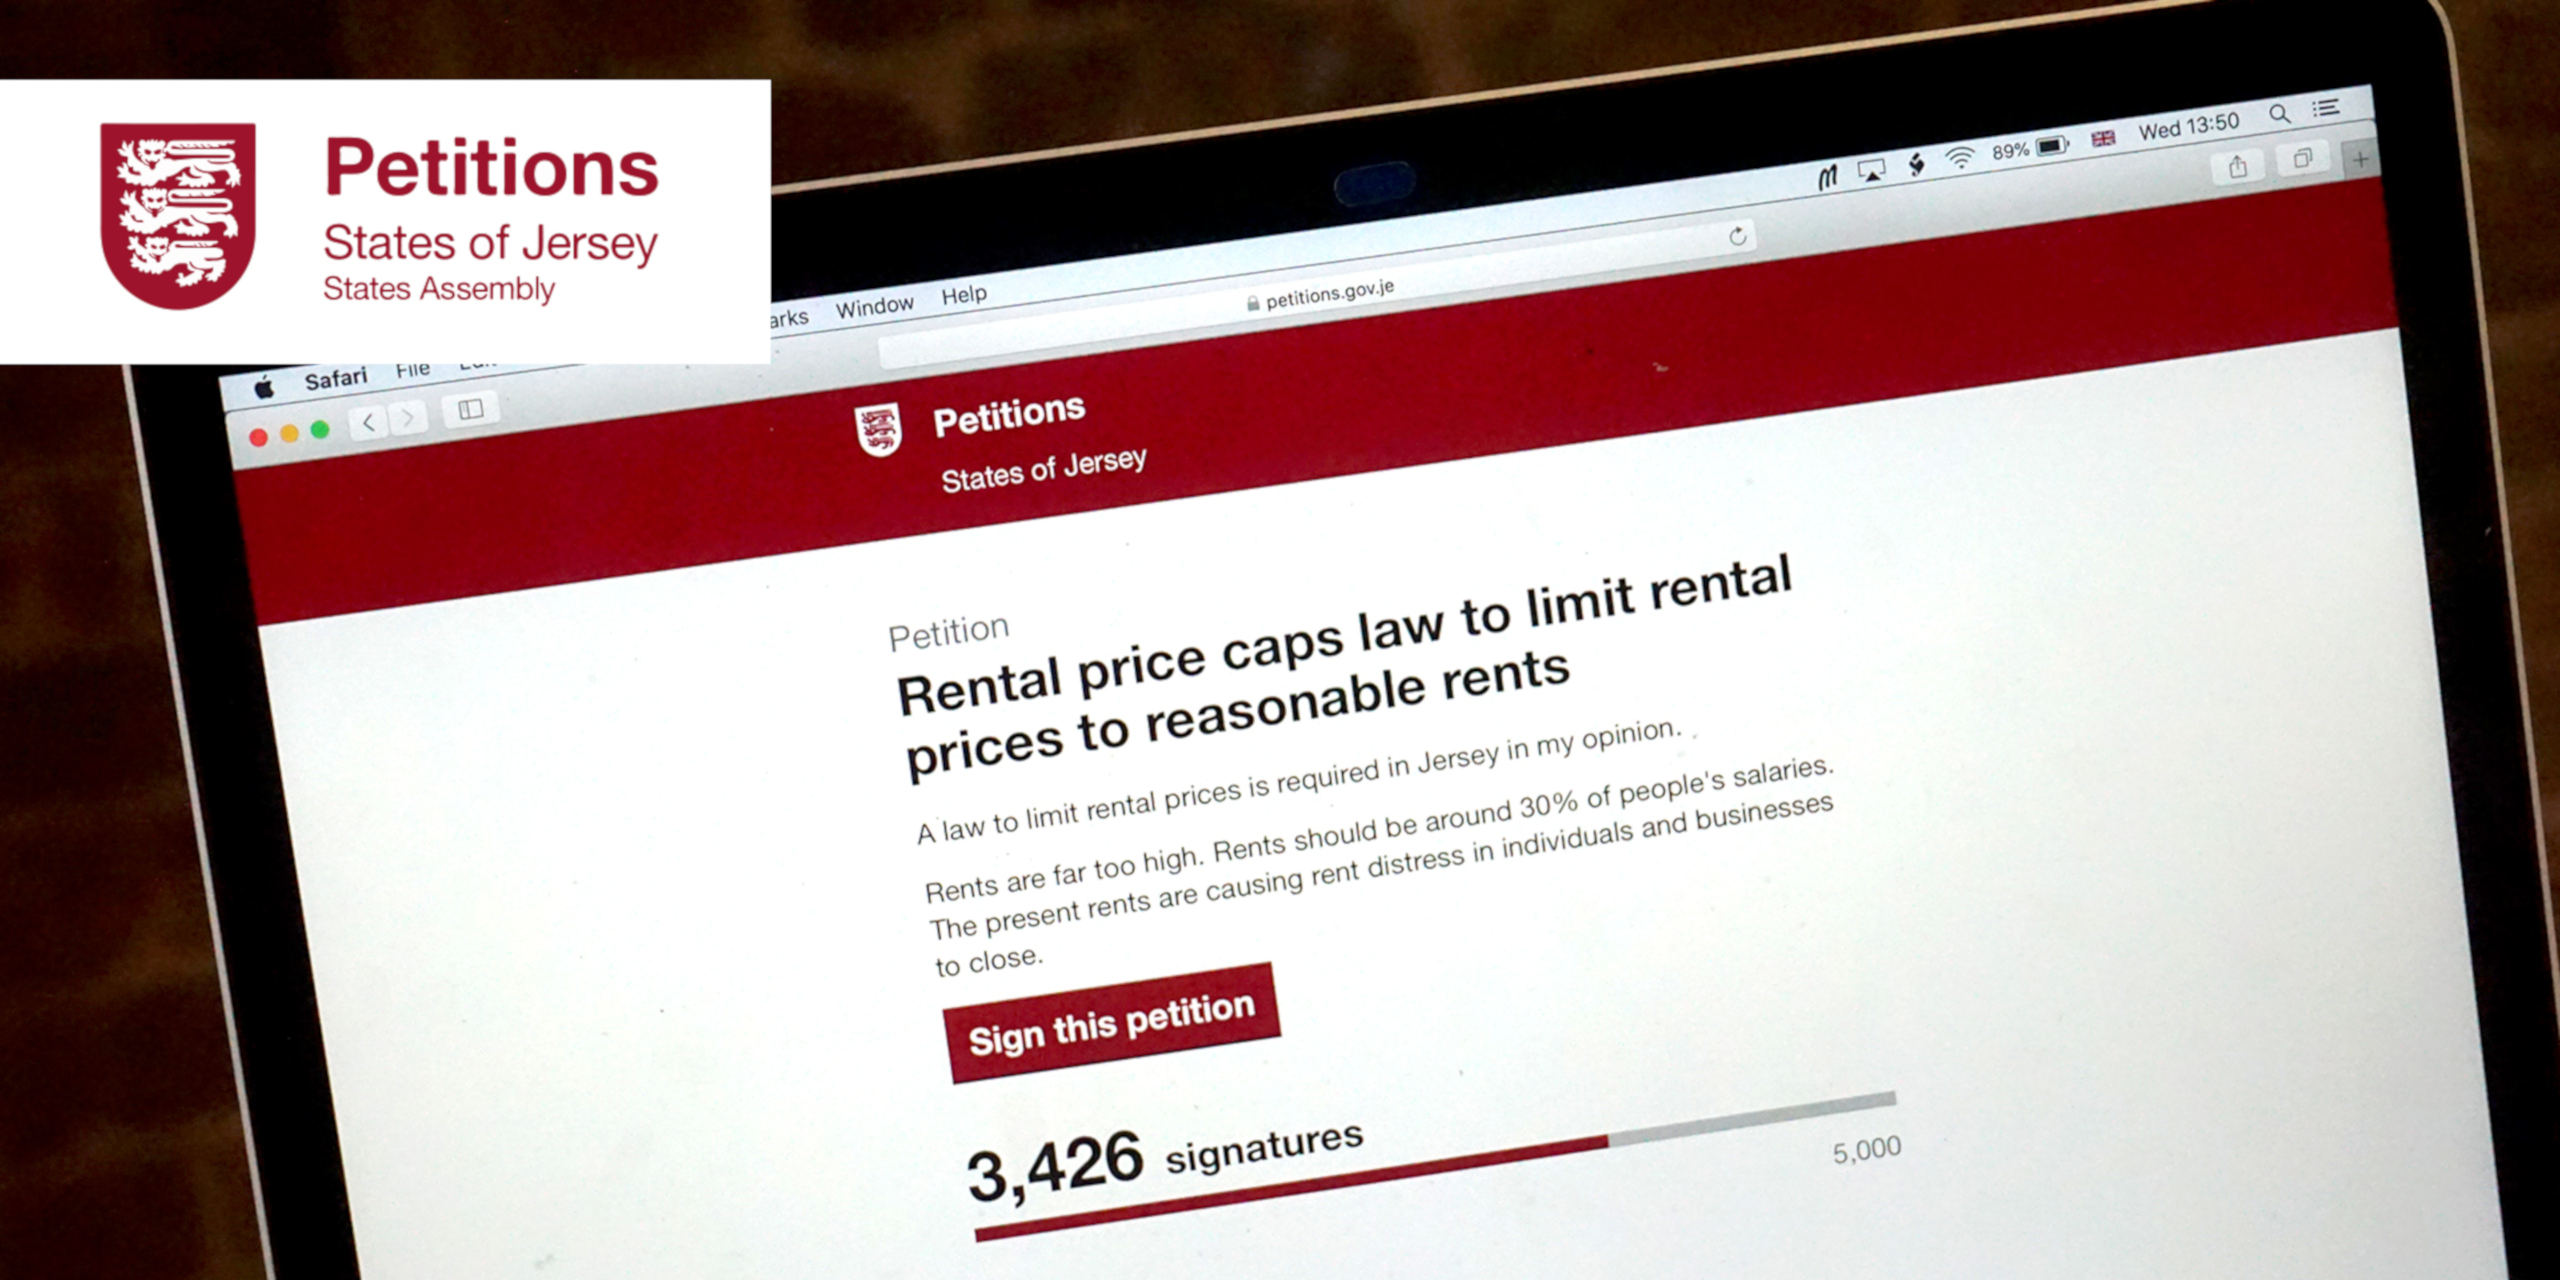 Petitions
States of Jersey
States Assembly
Safari File
arks Window Help
89% Wed 13:50
petitions.gov.je
Petitions
States of Jersey
Petition
Rental price caps law to limit rental
prices to reasonable rents
A law to limit rental prices is required in Jersey in my opinion.
Rents are far too high. Rents should be around 30% of people's salaries.
The present rents are causing rent distress in individuals and businesses
to close.
Sign this petition
3,426 signatures
5,000